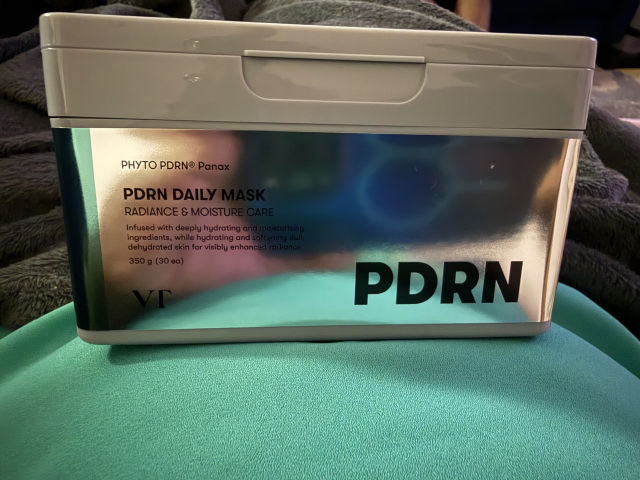 PHYTO PDRN® Panax
PDRN DAILY MASK
RADIANCE & MOISTURE CARE
Infused with deeply hydrating and moisturising
ingredients, while hydrating and softening dull,
dehydrated skin for visibly enhanced radiance.
350 g (30 ea)
VT
PDRN